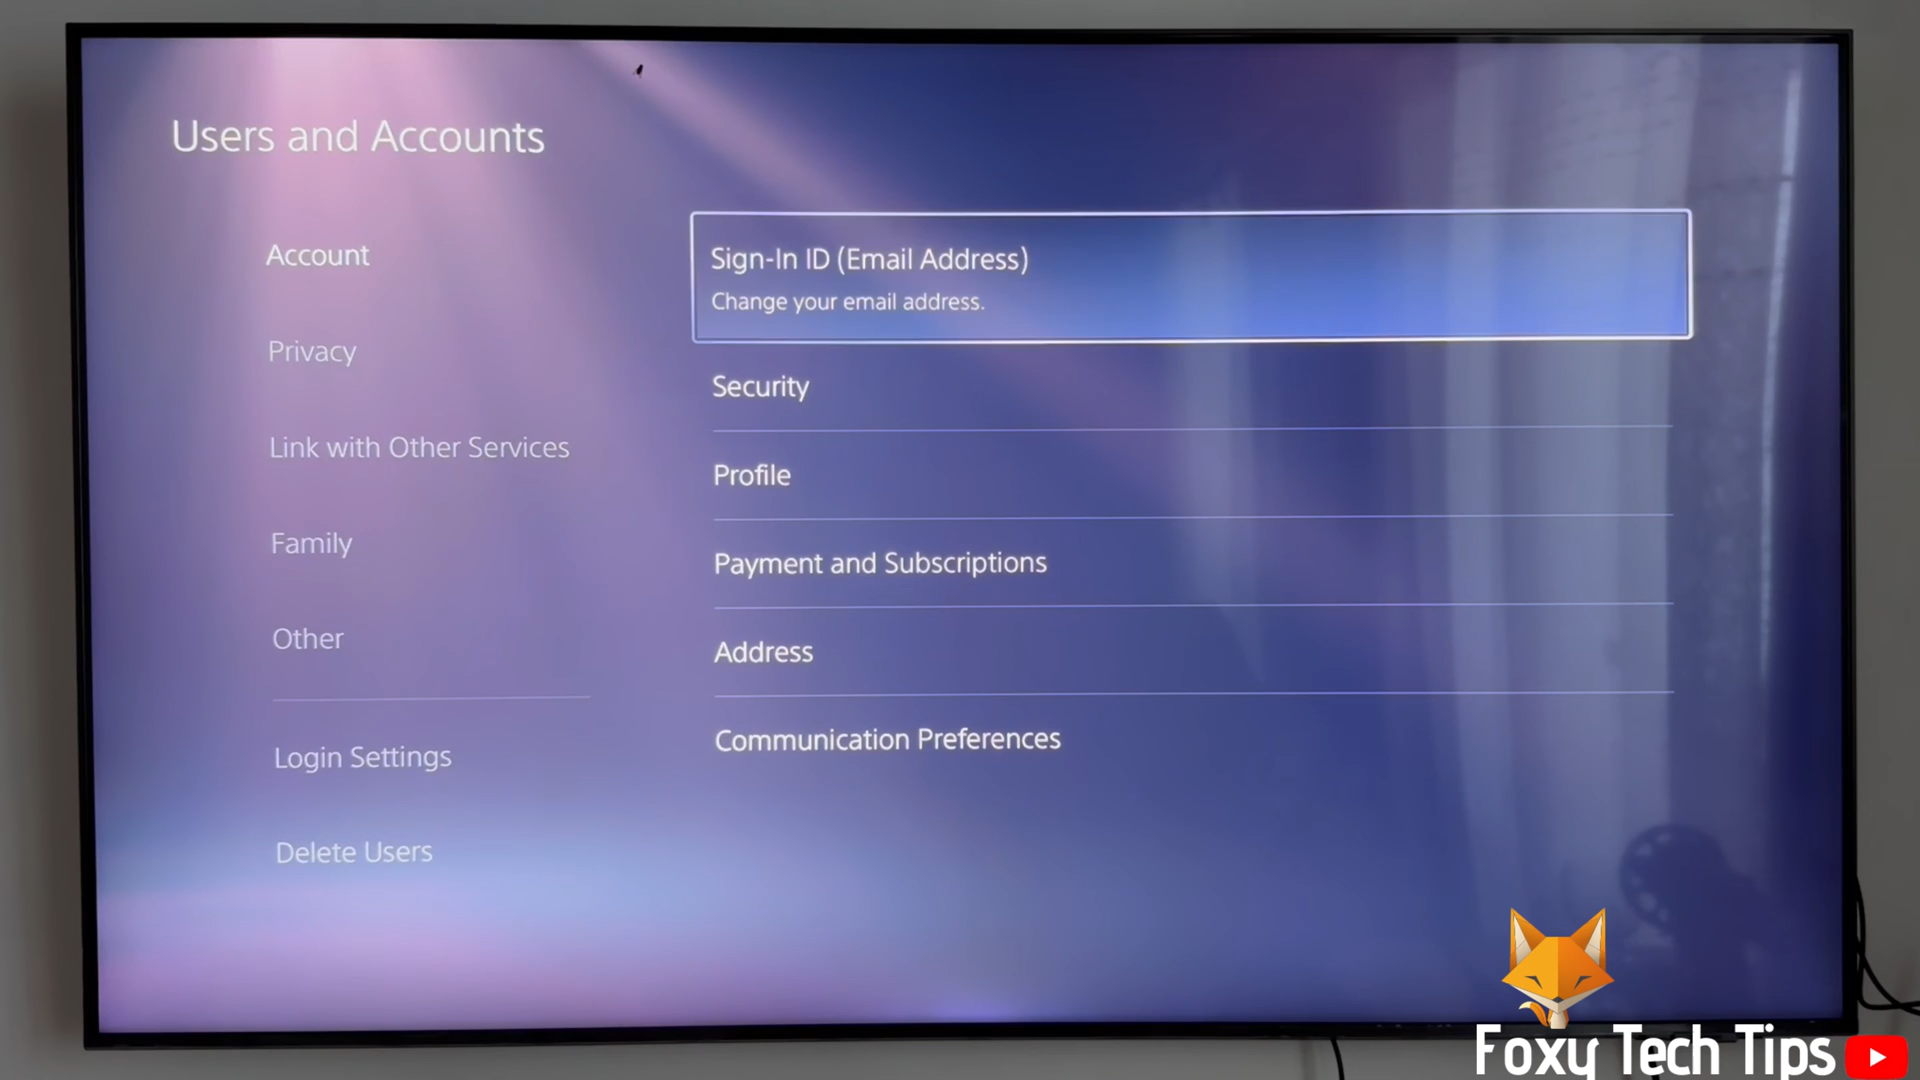 Users and Accounts
Account
Privacy
Link with Other Services
Family
Other
Login Settings
Delete Users
Sign-In ID (Email Address)
Change your email address.
Security
Profile
Payment and Subscriptions
Address
Communication Preferences
Foxy Tech Tips